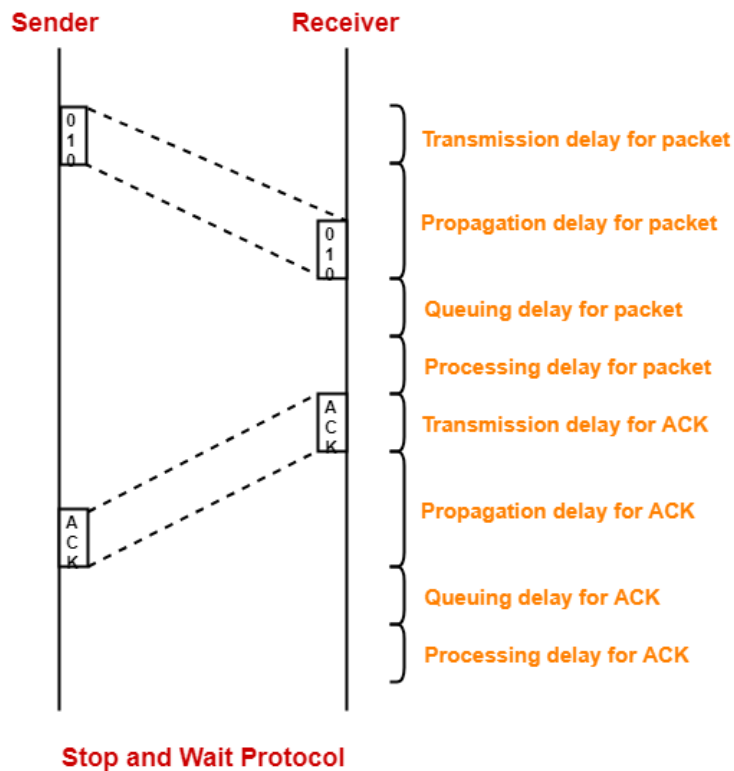 Sender
Receiver
0
1
0
Transmission delay for packet
Propagation delay for packet
0
1
0
Queuing delay for packet
Processing delay for packet
A
C
K
Transmission delay for ACK
Propagation delay for ACK
A
C
K
Queuing delay for ACK
Processing delay for ACK
Stop and Wait Protocol